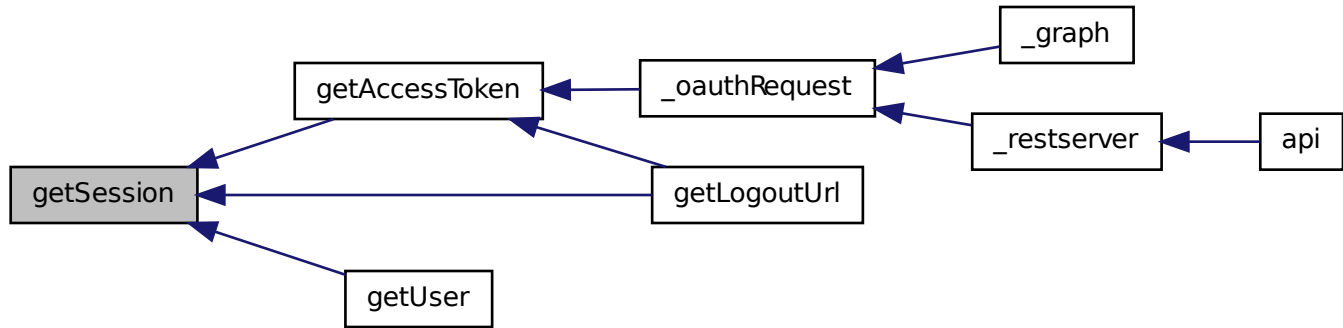 getSession
getAccessToken
getUser
_oauthRequest
getLogoutUrl
_graph
_restserver
api